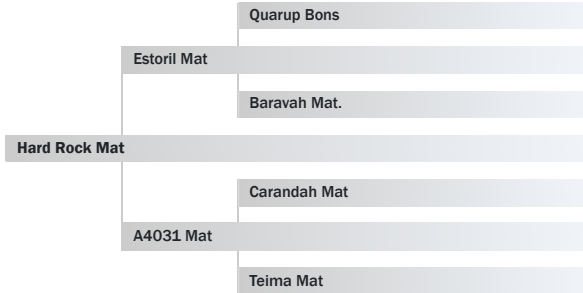 Quarup Bons
Estoril Mat
Baravah Mat.
Hard Rock Mat
Carandah Mat
A4031 Mat
Teima Mat